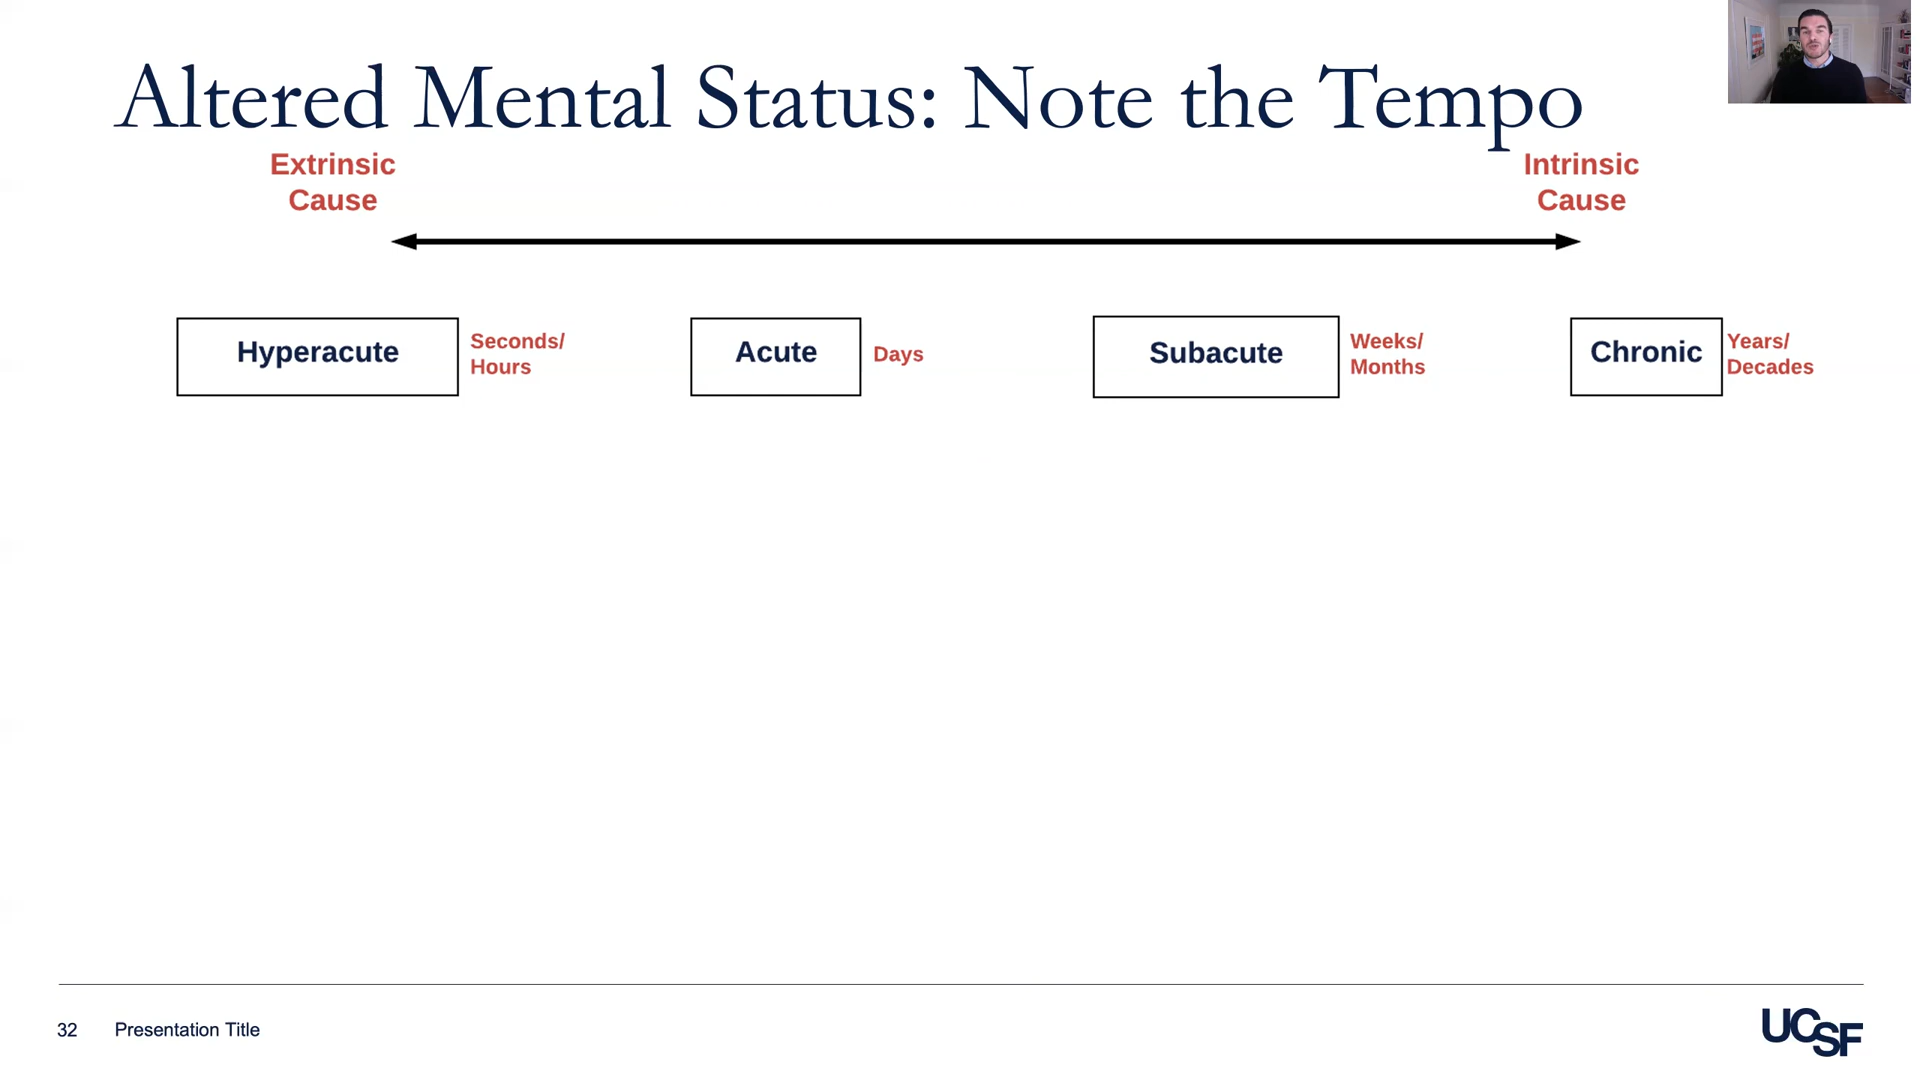 Altered Mental Status: Note the Tempo
Extrinsic
Cause
Intrinsic
Cause
Hyperacute
Seconds/
Hours
Acute
Days
Subacute
Weeks/
Months
Chronic
Years/
Decades
32 Presentation Title
UCSF